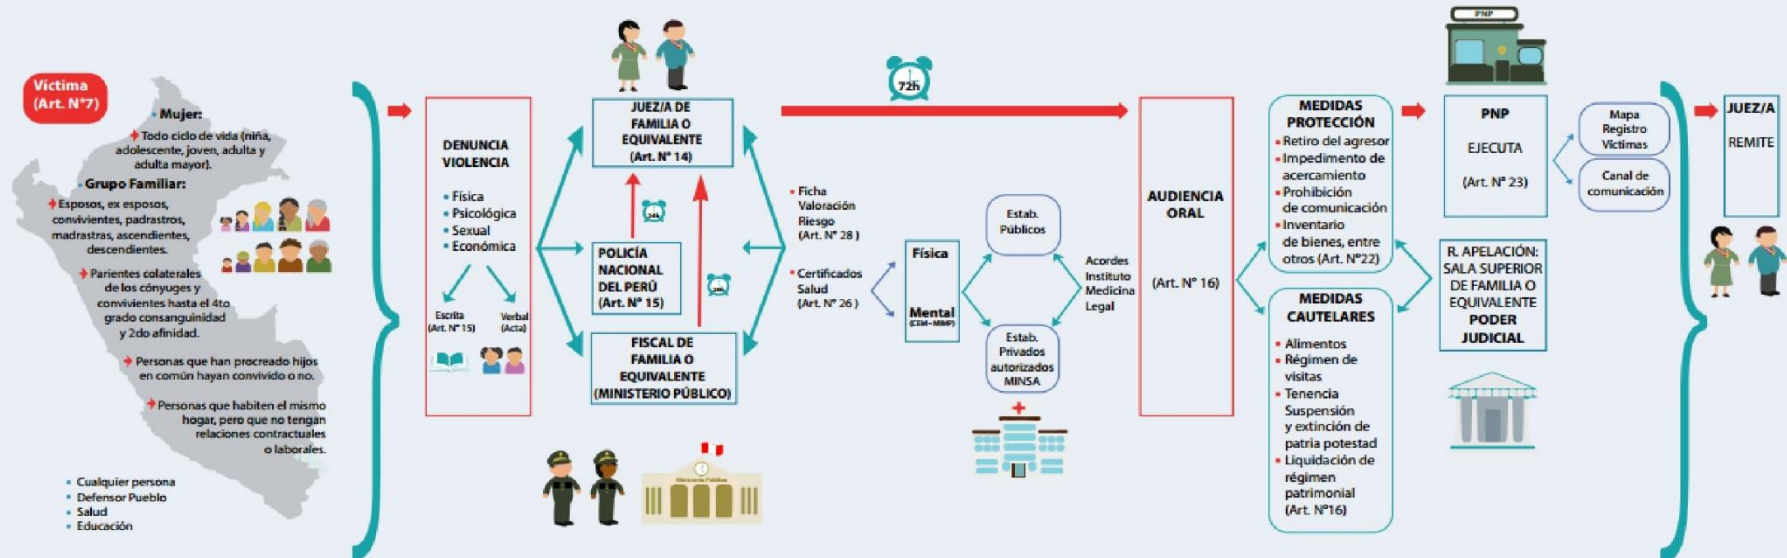 Víctima
(Art. N°7)
• Mujer:
Todo ciclo de vida (niña,
adolescente, joven, adulta y
adulta mayor).
• Grupo Familiar:
Esposos, ex esposos,
convivientes, padrastros,
madrastras, ascendientes,
descendientes.
Parientes colaterales
de los cónyuges y
convivientes hasta el 4to
grado consanguinidad
y 2do afinidad.
Personas que han procreado hijos
en común hayan convivido o no.
Personas que habiten el mismo
hogar, pero que no tengan
relaciones contractuales
o laborales.
• Cualquier persona
• Defensor Pueblo
• Salud
• Educación
DENUNCIA
VIOLENCIA
• Física
• Psicológica
• Sexual
• Económica
Escrita
(Art. N° 15)
Verbal
(Acta)
JUEZ/A DE
FAMILIA O
EQUIVALENTE
(Art. N° 14)
24h
POLICÍA
NACIONAL
DEL PERÚ
(Art. N° 15)
FISCAL DE
FAMILIA O
EQUIVALENTE
(MINISTERIO PÚBLICO)
Ministerio Público
72h
• Ficha
Valoración
Riesgo
(Art. N° 28 )
• Certificados
Salud
(Art. N° 26)
Física
Mental
(CEM - MIMP)
Estab.
Públicos
Estab.
Privados
autorizados
MINSA
Acordes
Instituto
Medicina
Legal
AUDIENCIA
ORAL
(Art. N° 16)
MEDIDAS
PROTECCIÓN
• Retiro del agresor
• Impedimento de
acercamiento
• Prohibición
de comunicación
• Inventario
de bienes, entre
otros (Art. N°22)
MEDIDAS
CAUTELARES
• Alimentos
• Régimen de
visitas
• Tenencia
Suspensión
y extinción de
patria potestad
• Liquidación de
régimen
patrimonial
(Art. N°16)
PNP
PNP
EJECUTA
(Art. N° 23)
Mapa
Registro
Víctimas
Canal de
comunicación
R. APELACIÓN:
SALA SUPERIOR
DE FAMILIA O
EQUIVALENTE
PODER
JUDICIAL
JUEZ/A
REMITE